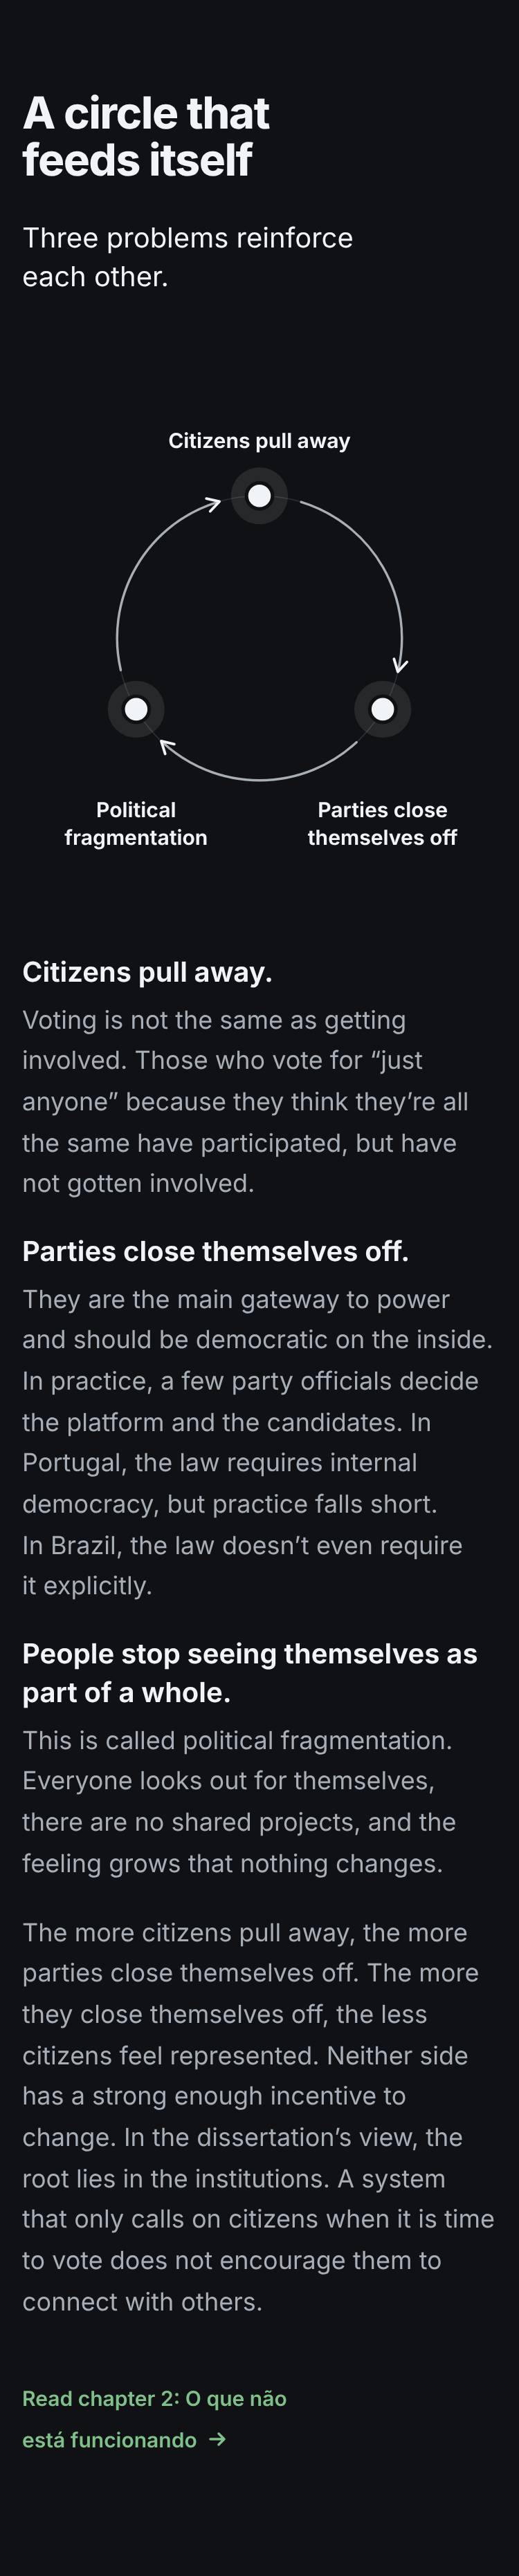 A circle that
feeds itself
Three problems reinforce
each other.
Citizens pull away
Political
fragmentation
Parties close
themselves off
Citizens pull away.
Voting is not the same as getting
involved. Those who vote for “just
anyone” because they think they’re all
the same have participated, but have
not gotten involved.
Parties close themselves off.
They are the main gateway to power
and should be democratic on the inside.
In practice, a few party officials decide
the platform and the candidates. In
Portugal, the law requires internal
democracy, but practice falls short.
In Brazil, the law doesn’t even require
it explicitly.
People stop seeing themselves as
part of a whole.
This is called political fragmentation.
Everyone looks out for themselves,
there are no shared projects, and the
feeling grows that nothing changes.
The more citizens pull away, the more
parties close themselves off. The more
they close themselves off, the less
citizens feel represented. Neither side
has a strong enough incentive to
change. In the dissertation’s view, the
root lies in the institutions. A system
that only calls on citizens when it is time
to vote does not encourage them to
connect with others.
Read chapter 2: O que não
está funcionando →